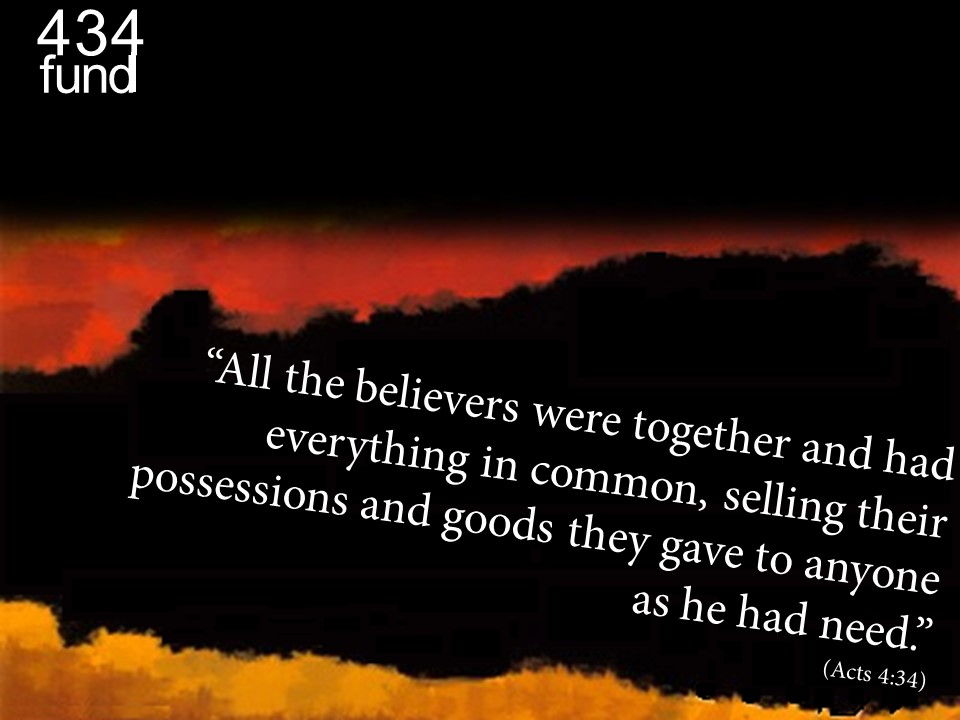 434
fund
“All the believers were together and had
everything in common, selling their
possessions and goods they gave to anyone
as he had need.”
(Acts 4:34)